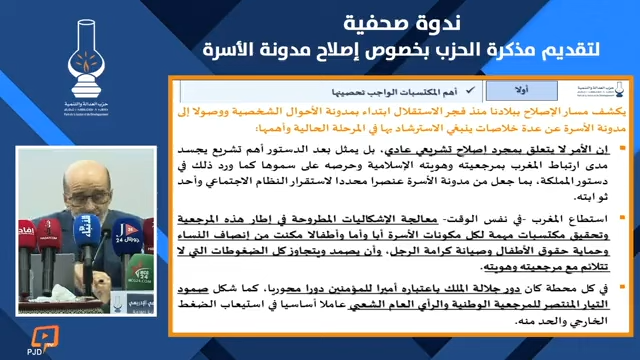 ندوة صحفية
لتقديم مذكرة الحزب بخصوص إصلاح مدونة الأسرة
حزب العدالة والتنمية
أولا
أهم المكتسبات الواجب تحصينها
يكشف مسار الإصلاح ببلادنا منذ فجر الاستقلال ابتداء بمدونة الأحوال الشخصية ووصولا إلى
مدونة الأسرة عن عدة خلاصات ينبغي الاسترشاد بها في المرحلة الحالية وأهمها:
ان الأمر لا يتعلق بمجرد إصلاح تشريعي عادي، بل يمثل بعد الدستور أهم تشريع يجسد
مدى ارتباط المغرب بمرجعيته وهويته الإسلامية وحرصه على سموها كما ورد ذلك في
دستور المملكة، بما جعل من مدونة الأسرة عنصرا محددا لاستقرار النظام الاجتماعي وأحد
ثوابته.
استطاع المغرب -في نفس الوقت- معالجة الإشكاليات المطروحة في إطار هذه المرجعية
وتحقيق مكتسبات مهمة لكل مكونات الأسرة أبا وأما وأطفالا مكنت من إنصاف النساء
وحماية حقوق الأطفال وصيانة كرامة الرجل، وأن يصمد ويتجاوز كل الضغوطات التي لا
تتلائم مع مرجعيته وهويته.
في كل محطة كان دور جلالة الملك باعتباره أميرا للمؤمنين دورا محوريا، كما شكل صمود
التيار المنتصر للمرجعية الوطنية والرأي العام الشعبي عاملا أساسيا في استيعاب الضغط
الخارجي والحد منه.
PJD